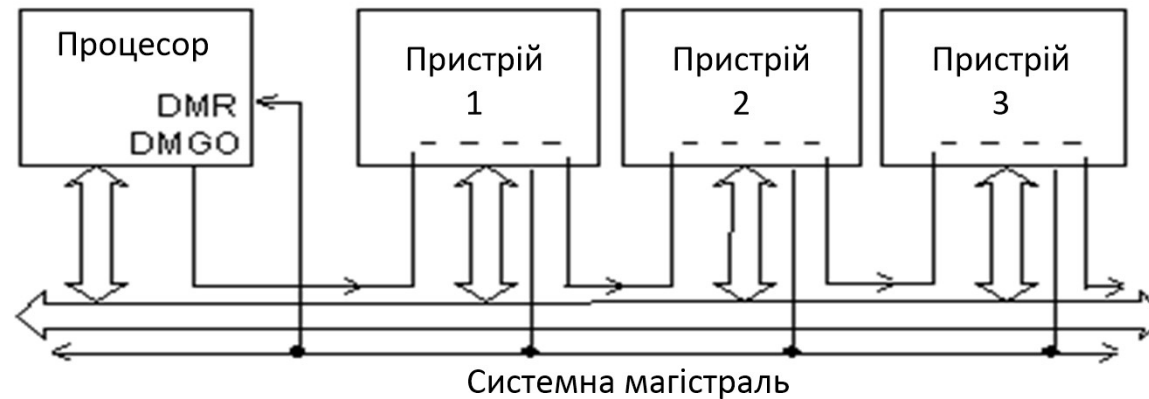 Процесор
DMR
DMGO
Пристрій
1
Пристрій
2
Пристрій
3
Системна магістраль